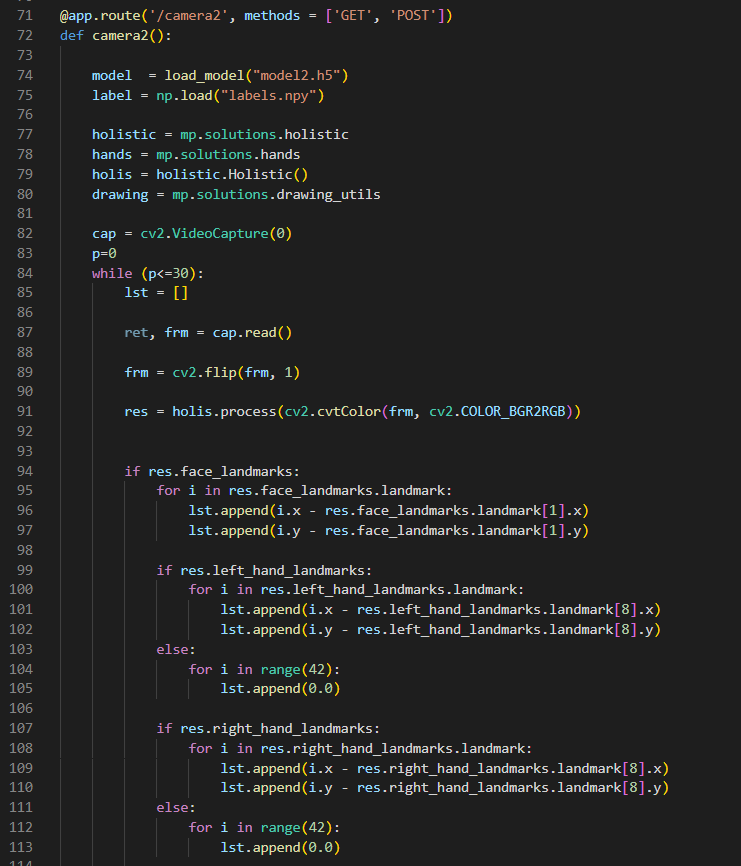 71 @app.route('/camera2', methods = ['GET', 'POST'])
72 def camera2():
73
74     model  = load_model("model2.h5")
75     label = np.load("labels.npy")
76
77     holistic = mp.solutions.holistic
78     hands = mp.solutions.hands
79     holis = holistic.Holistic()
80     drawing = mp.solutions.drawing_utils
81
82     cap = cv2.VideoCapture(0)
83     p=0
84     while (p<=30):
85         lst = []
86
87         ret, frm = cap.read()
88
89         frm = cv2.flip(frm, 1)
90
91         res = holis.process(cv2.cvtColor(frm, cv2.COLOR_BGR2RGB))
92
93
94         if res.face_landmarks:
95             for i in res.face_landmarks.landmark:
96                 lst.append(i.x - res.face_landmarks.landmark[1].x)
97                 lst.append(i.y - res.face_landmarks.landmark[1].y)
98
99             if res.left_hand_landmarks:
100                 for i in res.left_hand_landmarks.landmark:
101                     lst.append(i.x - res.left_hand_landmarks.landmark[8].x)
102                     lst.append(i.y - res.left_hand_landmarks.landmark[8].y)
103             else:
104                 for i in range(42):
105                     lst.append(0.0)
106
107             if res.right_hand_landmarks:
108                 for i in res.right_hand_landmarks.landmark:
109                     lst.append(i.x - res.right_hand_landmarks.landmark[8].x)
110                     lst.append(i.y - res.right_hand_landmarks.landmark[8].y)
111             else:
112                 for i in range(42):
113                     lst.append(0.0)